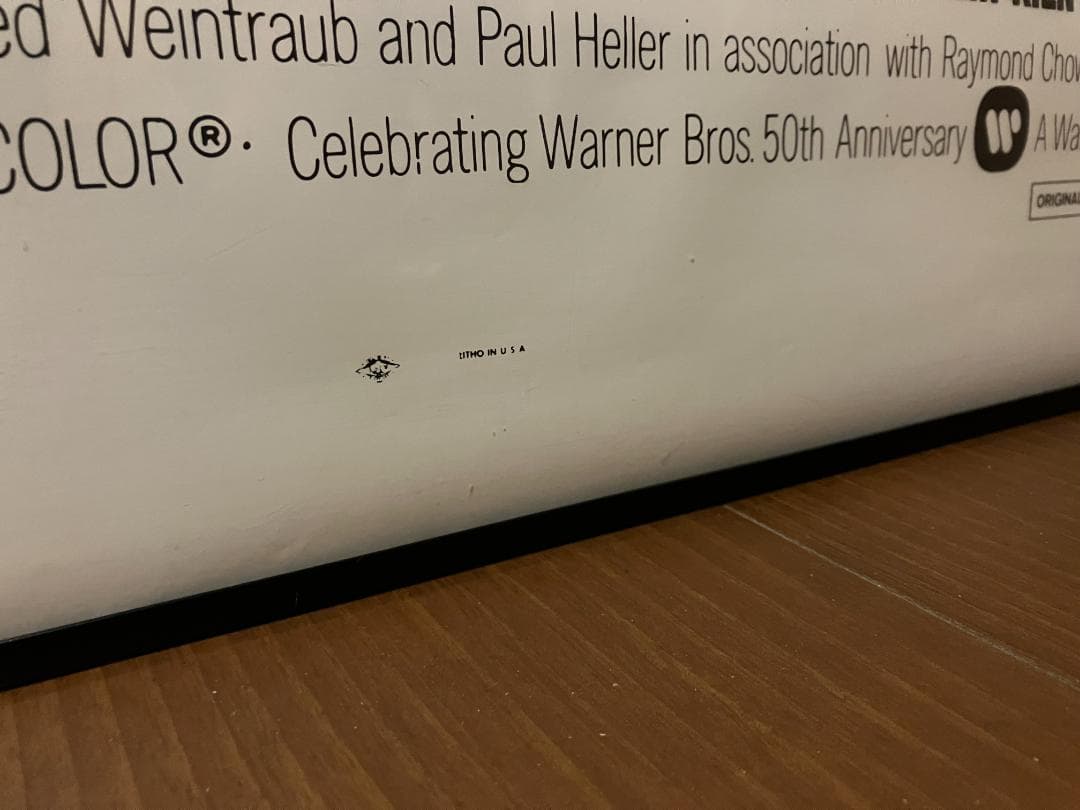 ed Weintraub and Paul Heller in association with Raymond Chow
COLOR®· Celebrating Warner Bros. 50th Anniversary W A Wa
ORIGINAL
LITHO IN U S A